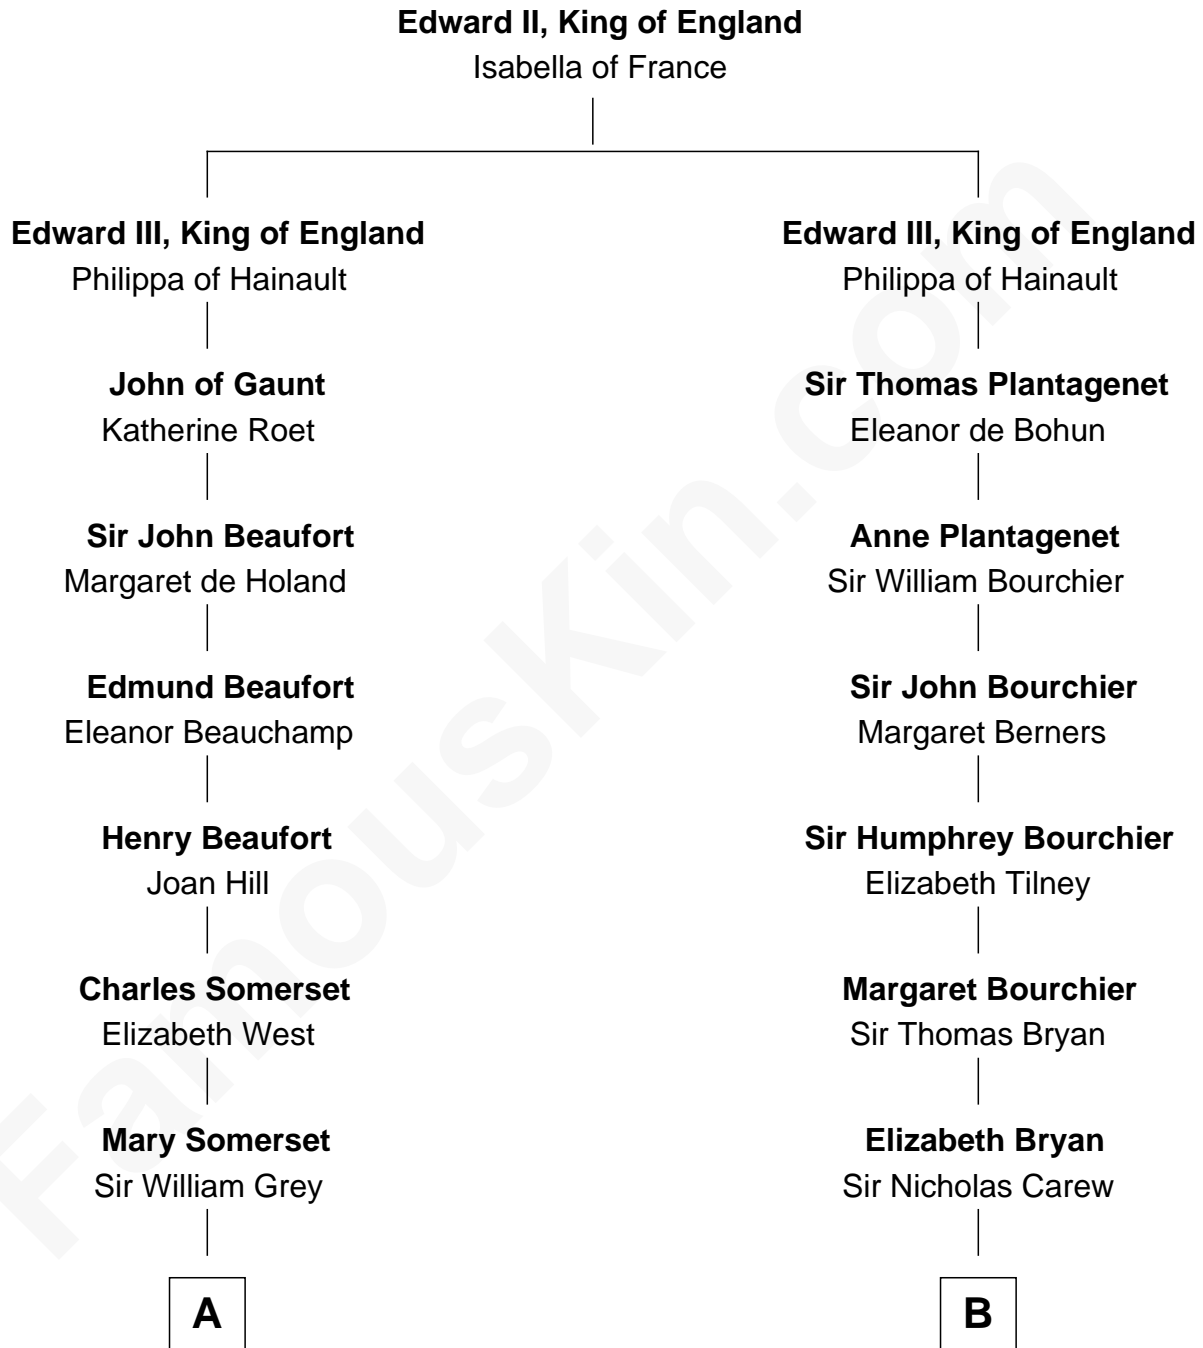 Edward II, King of England
Isabella of France
Edward III, King of England
Philippa of Hainault
John of Gaunt
Katherine Roet
Sir John Beaufort
Margaret de Holand
Edmund Beaufort
Eleanor Beauchamp
Henry Beaufort
Joan Hill
Charles Somerset
Elizabeth West
Mary Somerset
Sir William Grey
A
Edward III, King of England
Philippa of Hainault
Sir Thomas Plantagenet
Eleanor de Bohun
Anne Plantagenet
Sir William Bourchier
Sir John Bourchier
Margaret Berners
Sir Humphrey Bourchier
Elizabeth Tilney
Margaret Bourchier
Sir Thomas Bryan
Elizabeth Bryan
Sir Nicholas Carew
B
FamousKin.com